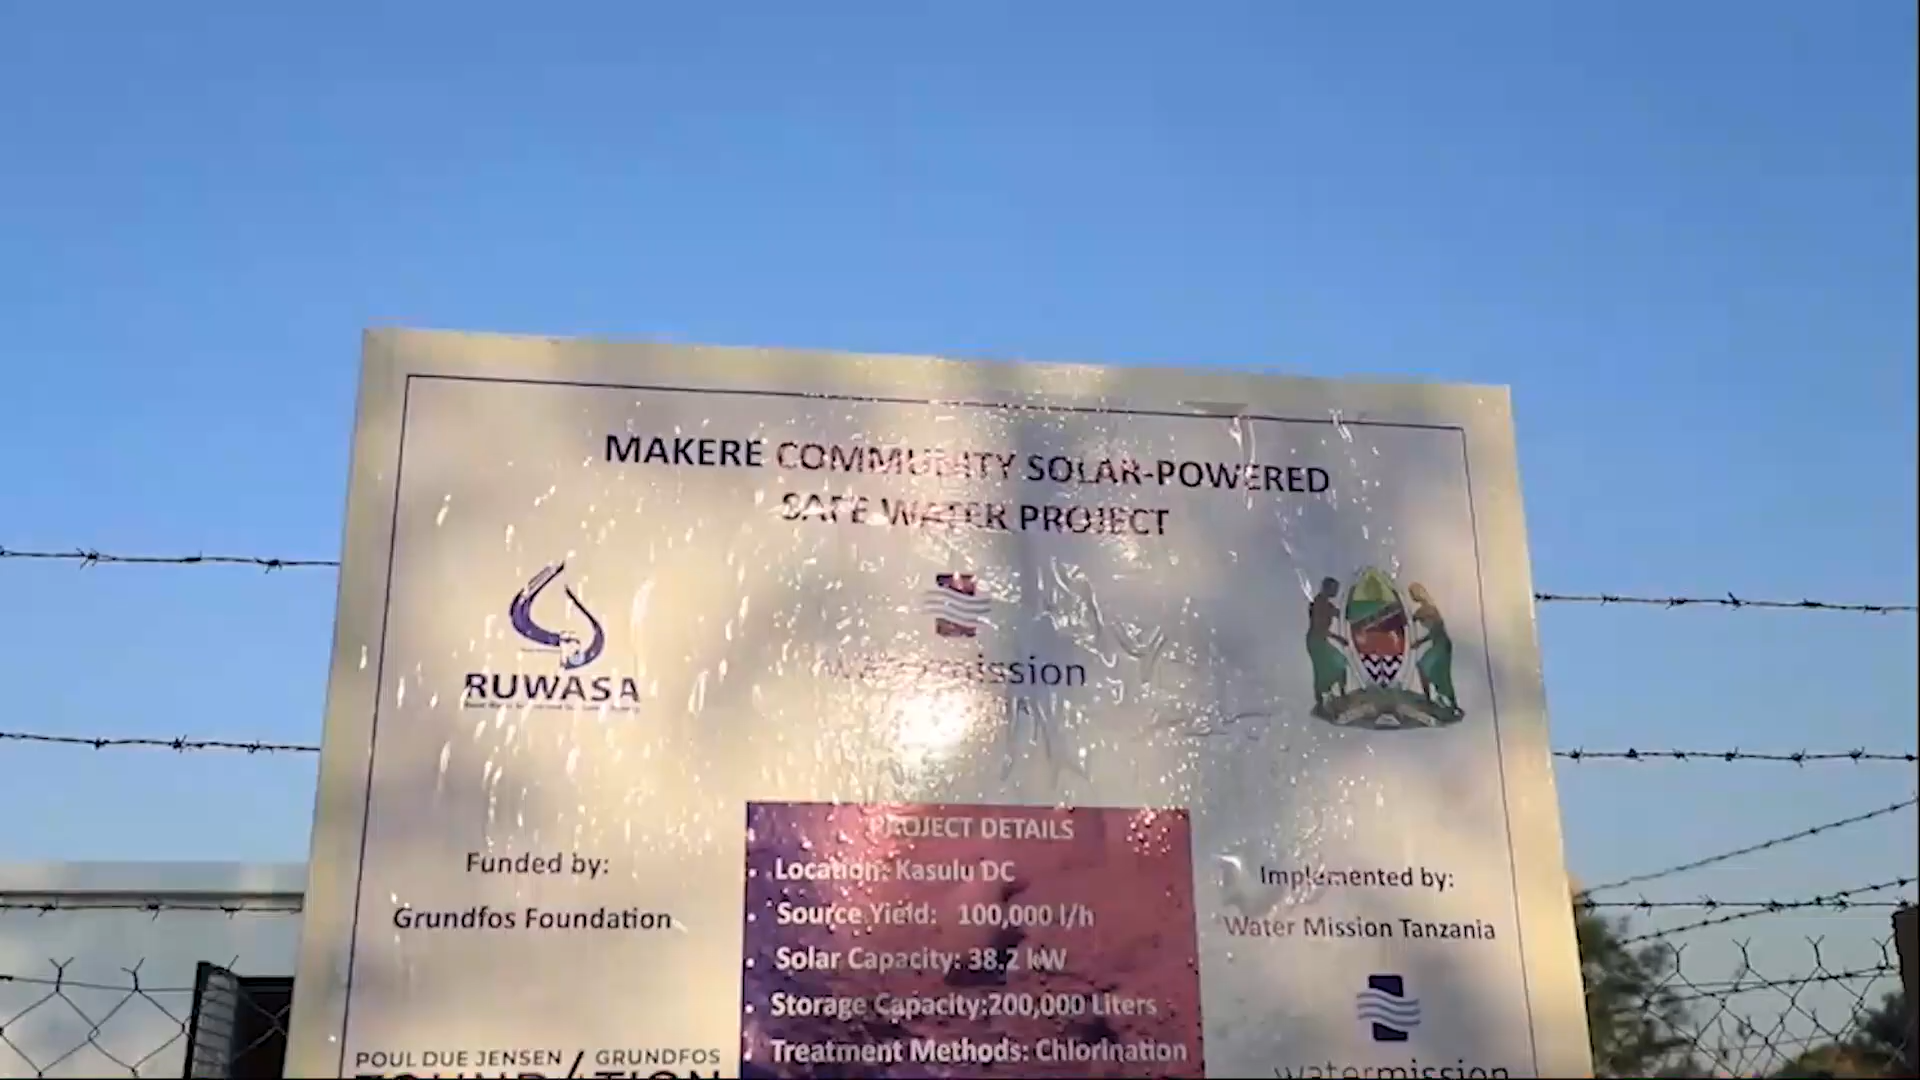 MAKERE COMMUNITY SOLAR-POWERED
SAFE WATER PROJECT
RUWASA
watermission
Funded by:
Grundfos Foundation
PROJECT DETAILS
• Location: Kasulu DC
• Source Yield: 100,000 l/h
• Solar Capacity: 38.2 kW
• Storage Capacity:200,000 Liters
• Treatment Methods: Chlorination
Implemented by:
Water Mission Tanzania
watermission
POUL DUE JENSEN / GRUNDFOS
FOUNDATION